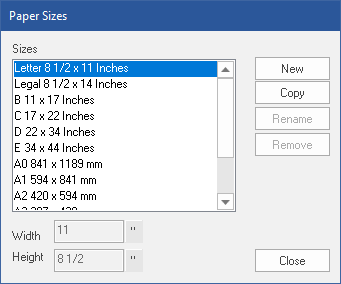 Paper Sizes
Sizes
Letter 8 1/2 x 11 Inches
Legal 8 1/2 x 14 Inches
B 11 x 17 Inches
C 17 x 22 Inches
D 22 x 34 Inches
E 34 x 44 Inches
A0 841 x 1189 mm
A1 594 x 841 mm
A2 420 x 594 mm
New
Copy
Rename
Remove
Width 11 "
Height 8 1/2 "
Close